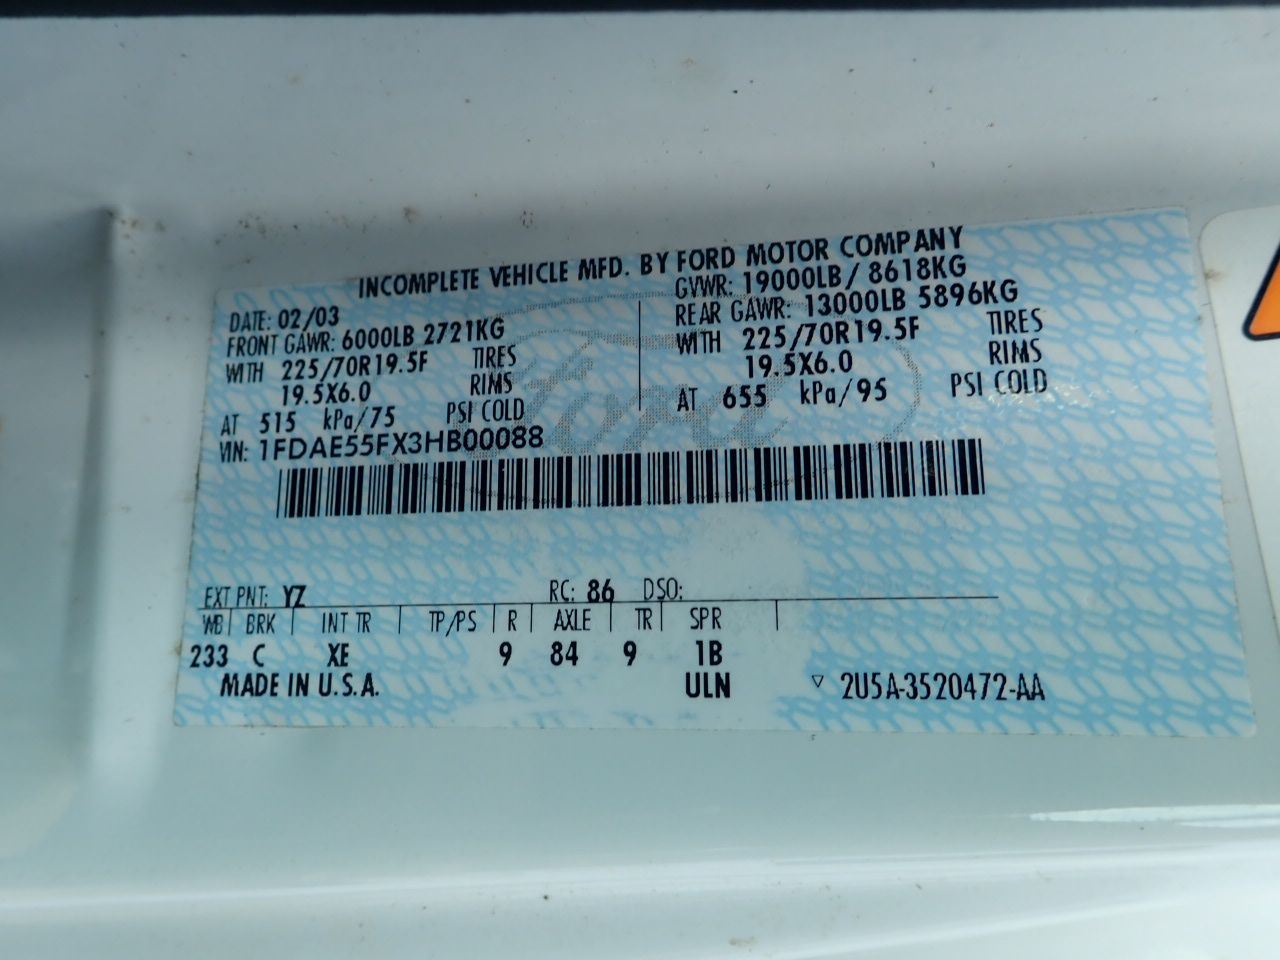 INCOMPLETE VEHICLE MFD. BY FORD MOTOR COMPANY
DATE: 02/03
FRONT GAWR: 6000LB 2721KG
WITH 225/70R19.5F TIRES
19.5X6.0 RIMS
AT 515 kPa/75 PSI COLD
GVWR: 19000LB / 8618KG
REAR GAWR: 13000LB 5896KG
WITH 225/70R19.5F TIRES
19.5X6.0 RIMS
AT 655 kPa/95 PSI COLD
VIN: 1FDAE55FX3HB00088
Ford
EXT PNT: YZ RC: 86 DSO:
WB BRK INT TR TP/PS R AXLE TR SPR
233 C XE 9 84 9 1B
MADE IN U.S.A. ULN ▽ 2U5A-3520472-AA